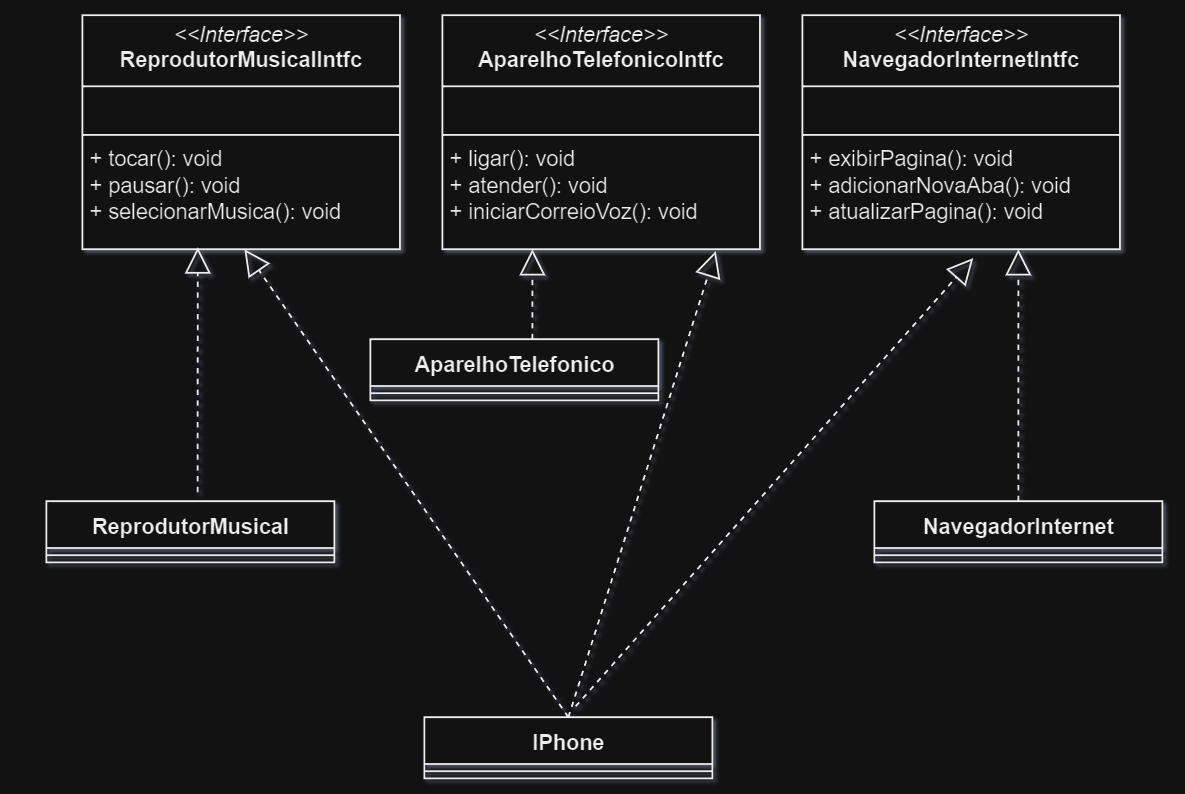 <<Interface>>
ReprodutorMusicalIntfc
+ tocar(): void
+ pausar(): void
+ selecionarMusica(): void
<<Interface>>
AparelhoTelefonicoIntfc
+ ligar(): void
+ atender(): void
+ iniciarCorreioVoz(): void
<<Interface>>
NavegadorInternetIntfc
+ exibirPagina(): void
+ adicionarNovaAba(): void
+ atualizarPagina(): void
AparelhoTelefonico
ReprodutorMusical
NavegadorInternet
IPhone